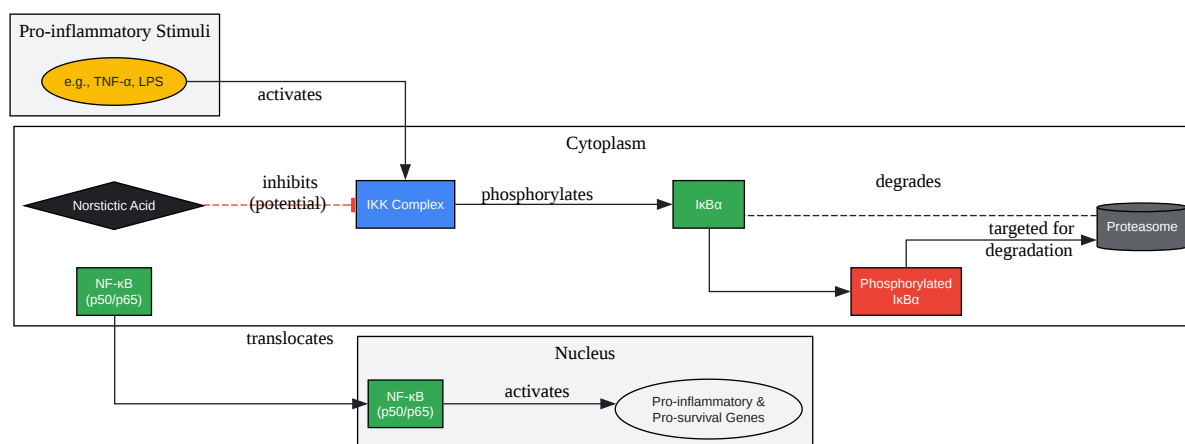 Pro-inflammatory Stimuli
e.g., TNF-α, LPS
activates
Cytoplasm
Norstictic Acid
inhibits
(potential)
IKK Complex
phosphorylates
IκBα
degrades
Proteasome
targeted for
degradation
NF-κB
(p50/p65)
Phosphorylated
IκBα
translocates
Nucleus
NF-κB
(p50/p65)
activates
Pro-inflammatory &
Pro-survival Genes